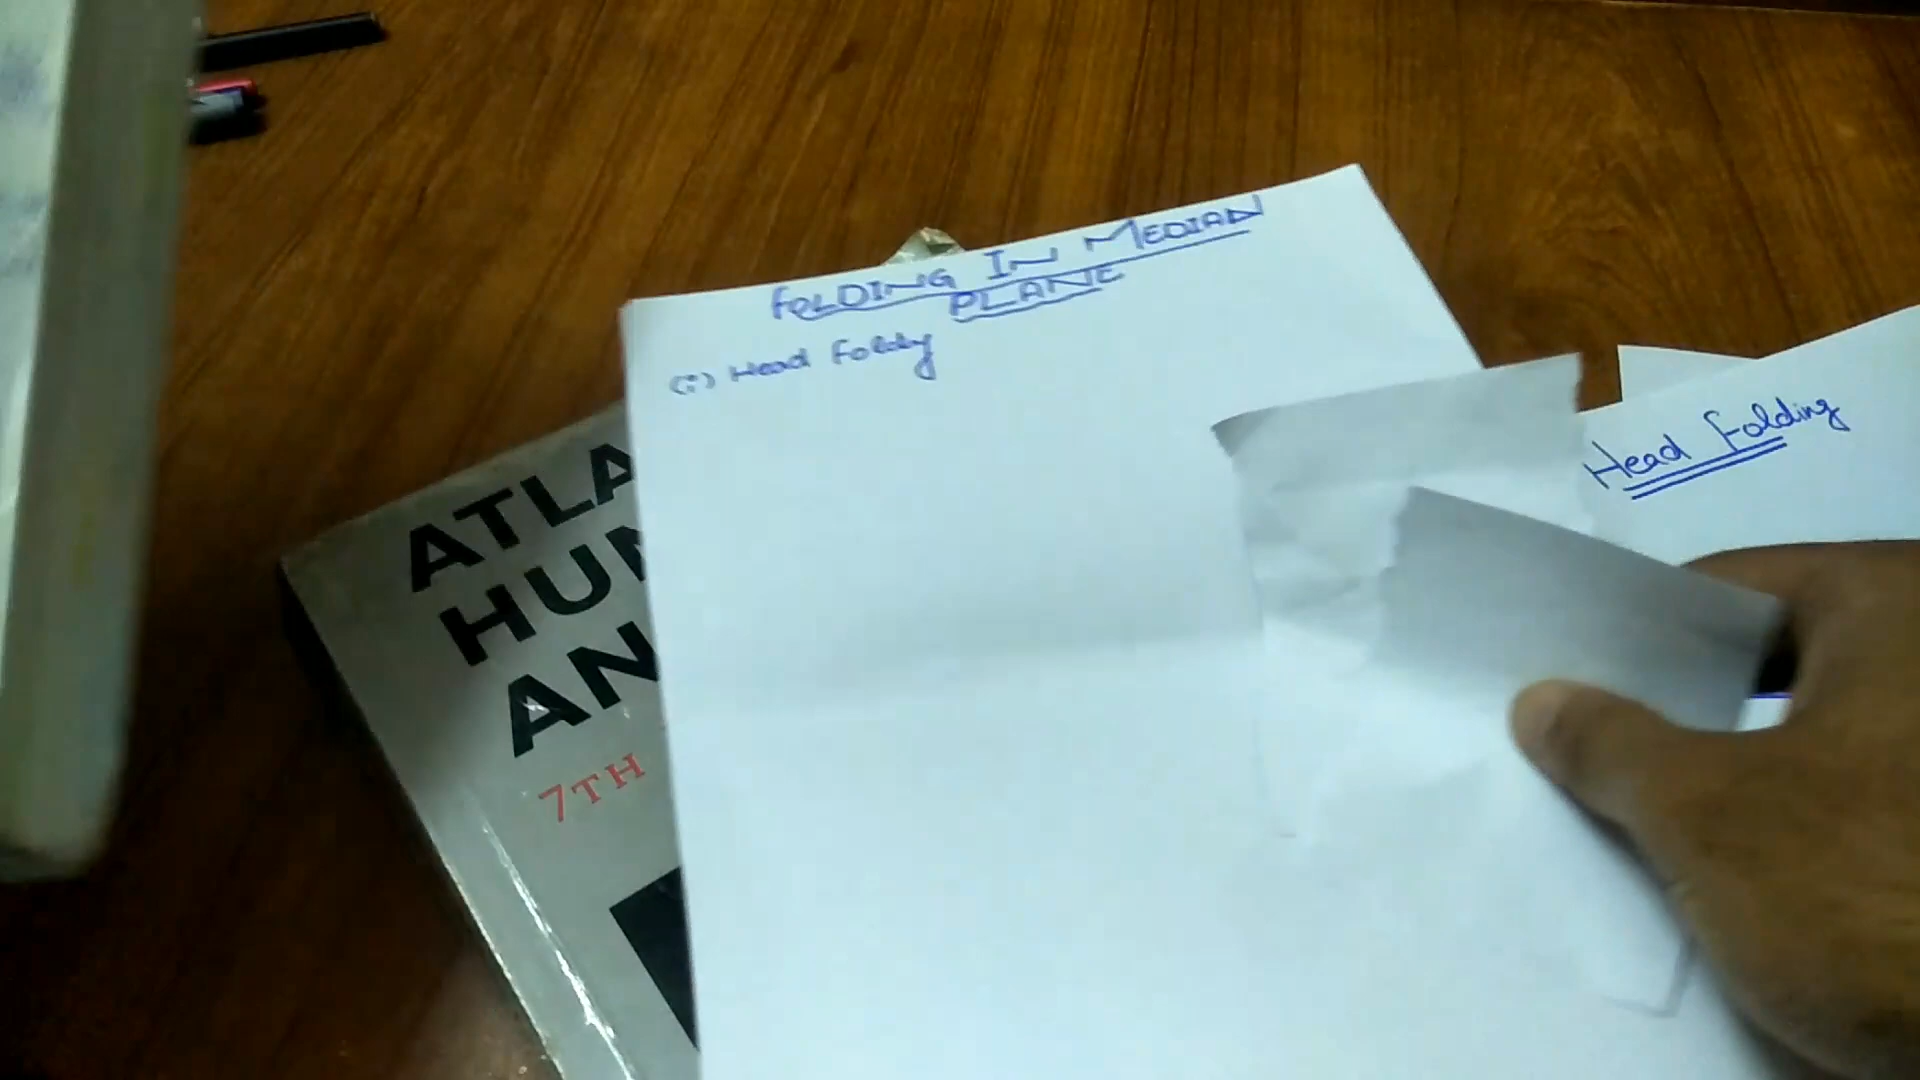 FOLDING IN MEDIAN
PLANE
(i) Head Folding
Head Folding
ATLA
HUM
AN
7TH